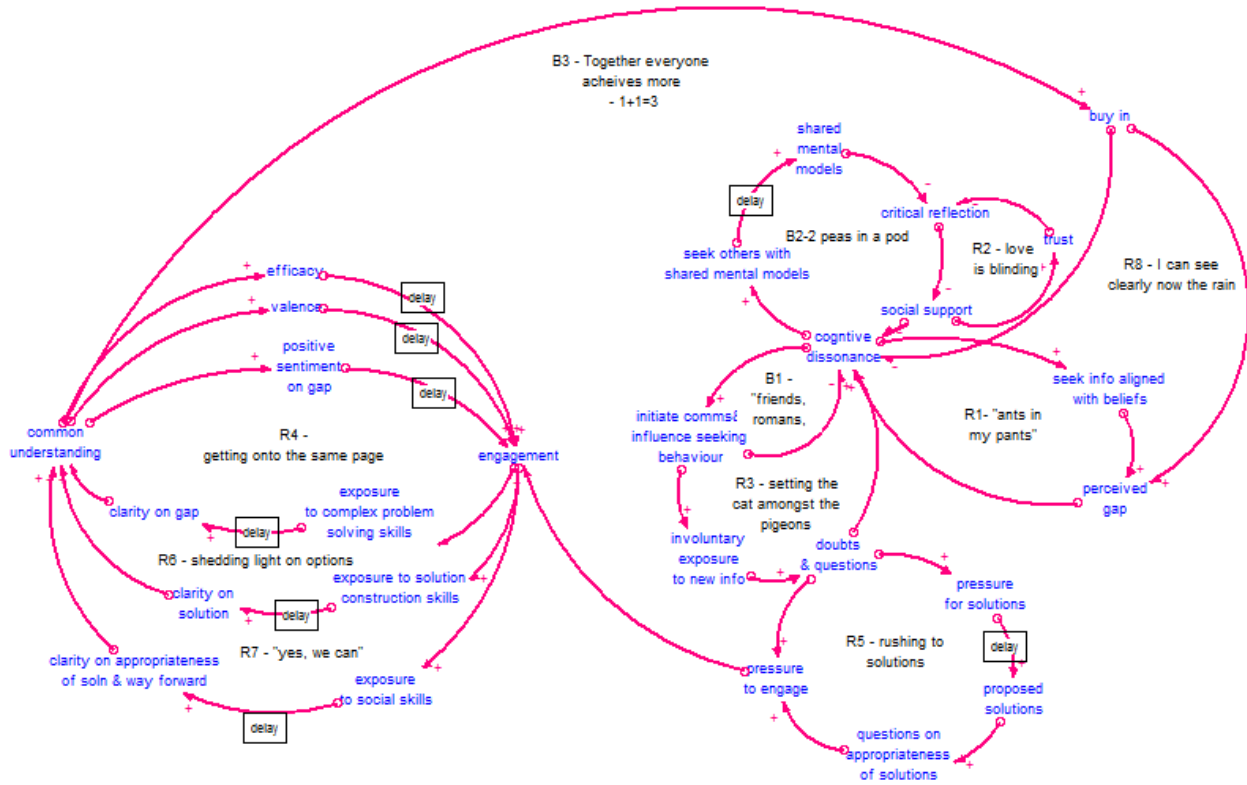 B3 - Together everyone
acheives more
- 1+1=3
buy in
shared
mental
models
delay
critical reflection
B2-2 peas in a pod
R2 - love
is blinding
trust
seek others with
shared mental models
R8 - I can see
clearly now the rain
efficacy
delay
valence
delay
social support
cogntive
dissonance
positive
sentiment
on gap
delay
seek info aligned
with beliefs
B1 -
"friends,
romans,
initiate comms&
influence seeking
behaviour
R1- "ants in
my pants"
common
understanding
R4 -
getting onto the same page
engagement
perceived
gap
R3 - setting the
cat amongst the
pigeons
exposure
to complex problem
solving skills
clarity on gap
delay
involuntary
exposure
to new info
doubts
& questions
R6 - shedding light on options
exposure to solution
construction skills
clarity on
solution
delay
pressure
for solutions
R5 - rushing to
solutions
delay
R7 - "yes, we can"
clarity on appropriateness
of soln & way forward
exposure
to social skills
delay
pressure
to engage
proposed
solutions
questions on
appropriateness
of solutions